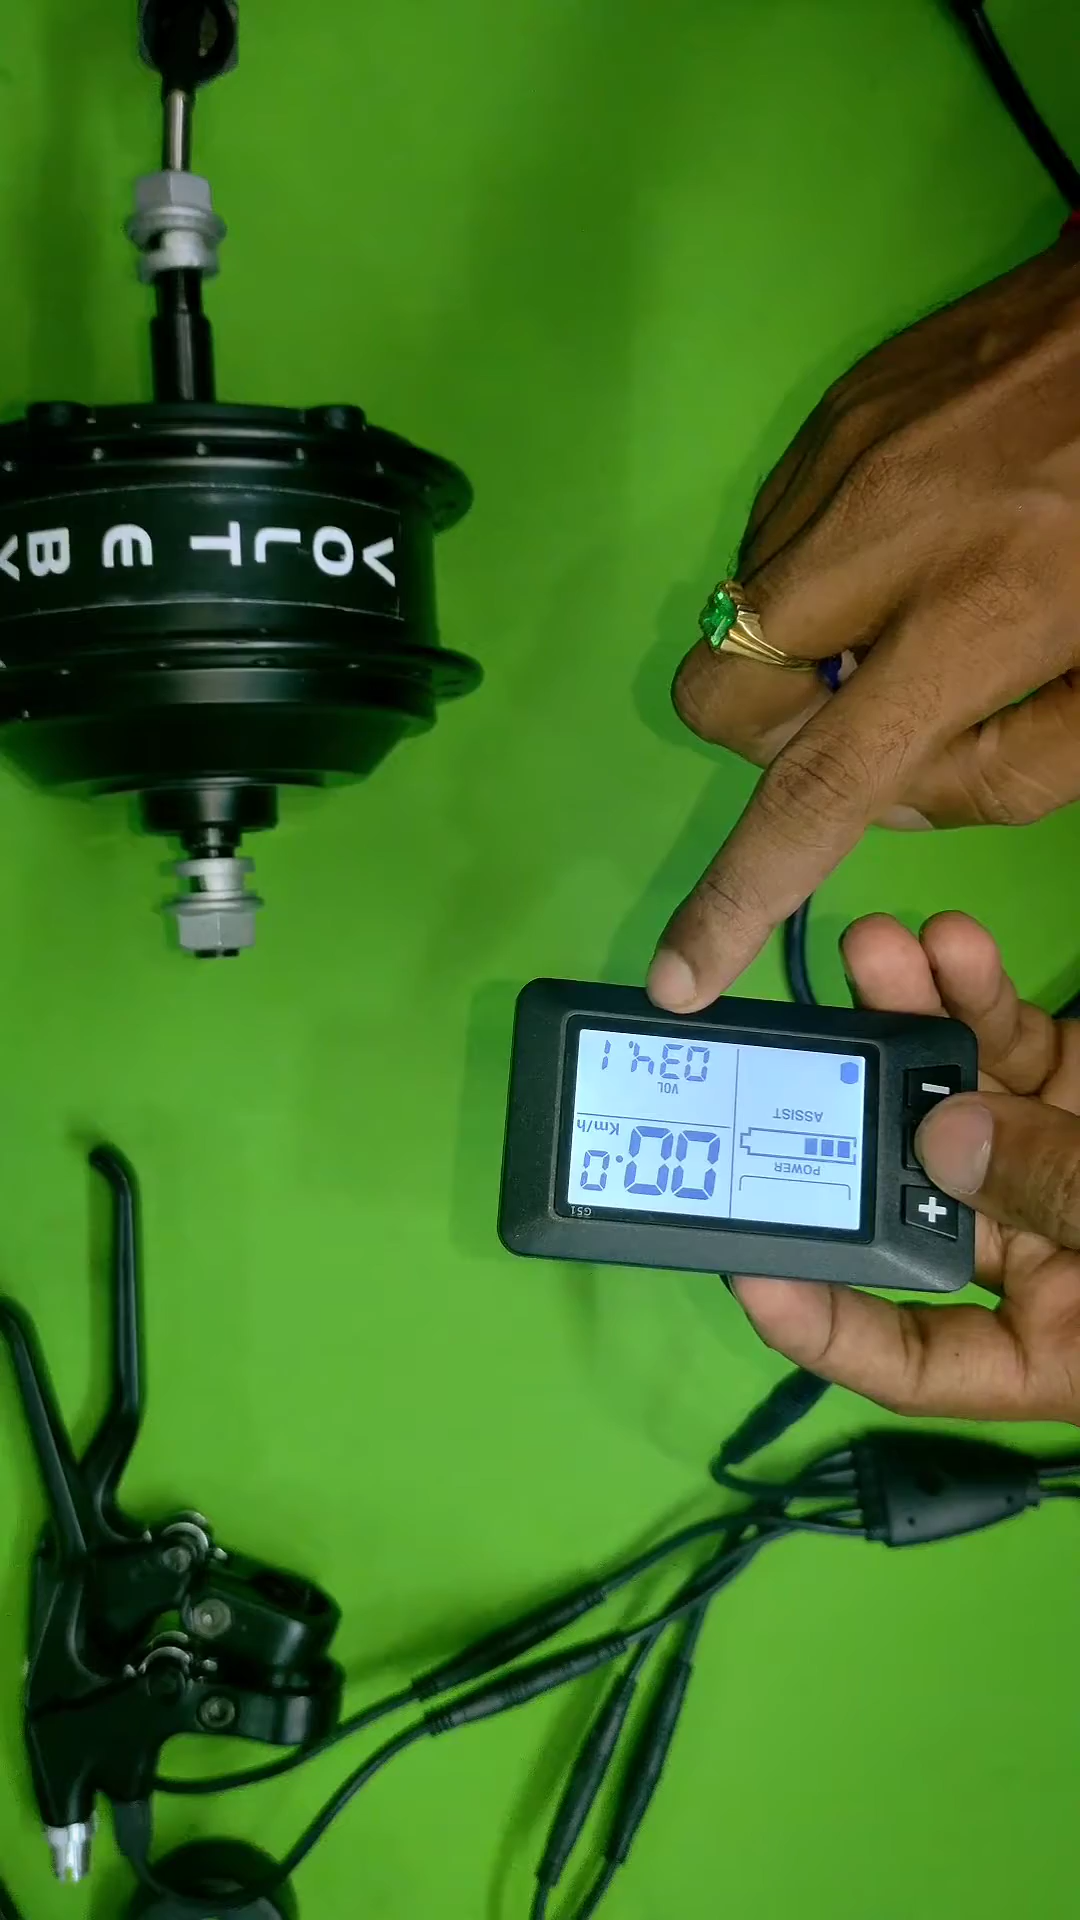 VOLTEBY
G51
POWER
ASSIST
00.0 Km/h
VOL
034.1
+
−